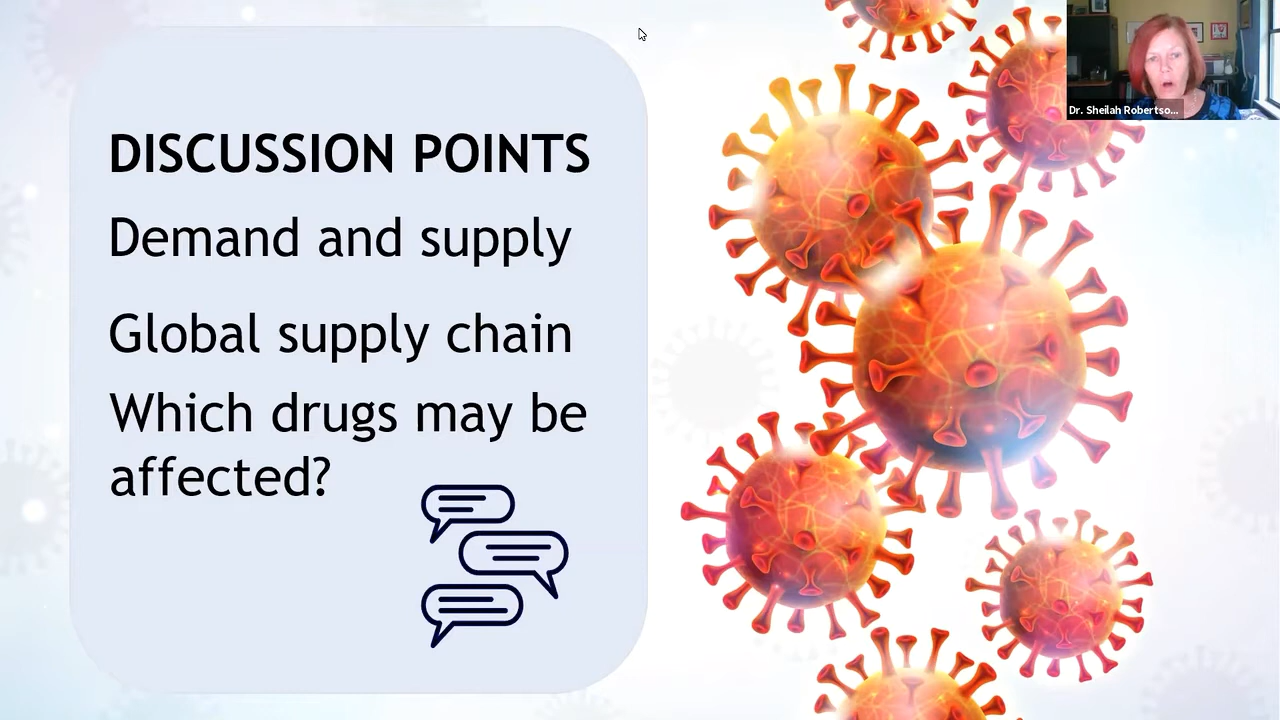 DISCUSSION POINTS
Demand and supply
Global supply chain
Which drugs may be
affected?
Dr. Sheilah Robertso...